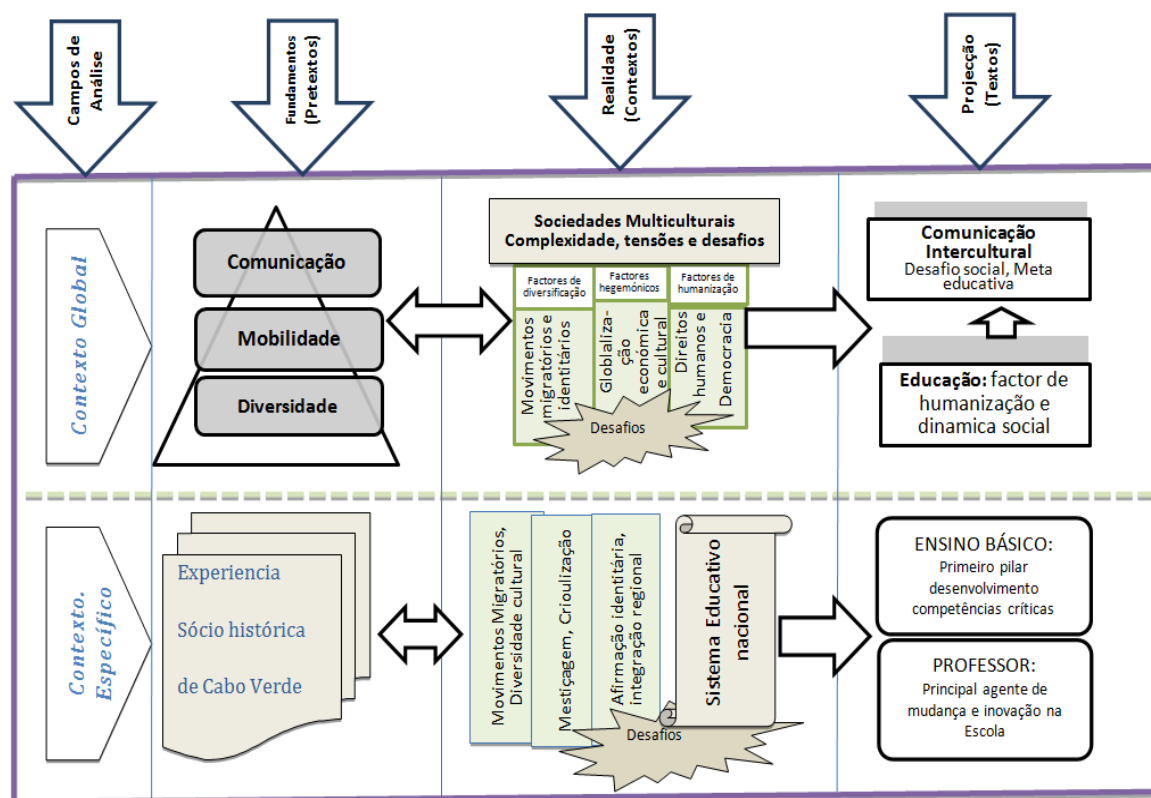 Campos de
Análise
Fundamentos
(Pretextos)
Realidade
(Contextos)
Projecção
(Textos)
Contexto Global
Comunicação
Mobilidade
Diversidade
Sociedades Multiculturais
Complexidade, tensões e desafios
Factores de
diversificação
Factores
hegemónicos
Factores de
humanização
Movimentos
migratórios e
identitários
Globlaliza-
ção
económica
e cultural
Direitos
humanos e
Democracia
Desafios
Comunicação
Intercultural
Desafio social, Meta
educativa
Educação: factor de
humanização e
dinamica social
Contexto.
Específico
Experiencia
Sócio histórica
de Cabo Verde
Movimentos Migratórios,
Diversidade cultural
Mestiçagem, Crioulização
Afirmação identitária,
integração regional
Sistema Educativo
nacional
Desafios
ENSINO BÁSICO:
Primeiro pilar
desenvolvimento
competências críticas
PROFESSOR:
Principal agente de
mudança e inovação na
Escola